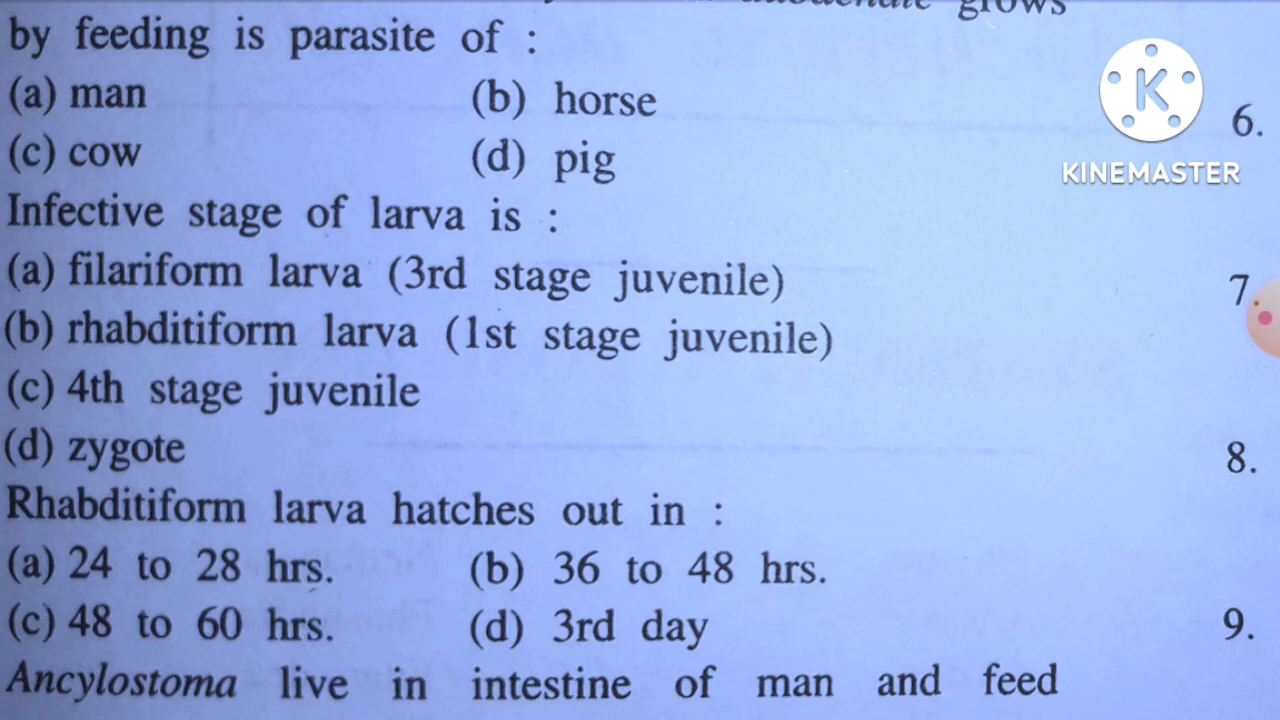 grows
by feeding is parasite of :
(a) man (b) horse
(c) cow (d) pig
Infective stage of larva is :
(a) filariform larva (3rd stage juvenile)
(b) rhabditiform larva (1st stage juvenile)
(c) 4th stage juvenile
(d) zygote
Rhabditiform larva hatches out in :
(a) 24 to 28 hrs. (b) 36 to 48 hrs.
(c) 48 to 60 hrs. (d) 3rd day
Ancylostoma live in intestine of man and feed
6.
7.
8.
9.
K
KINEMASTER